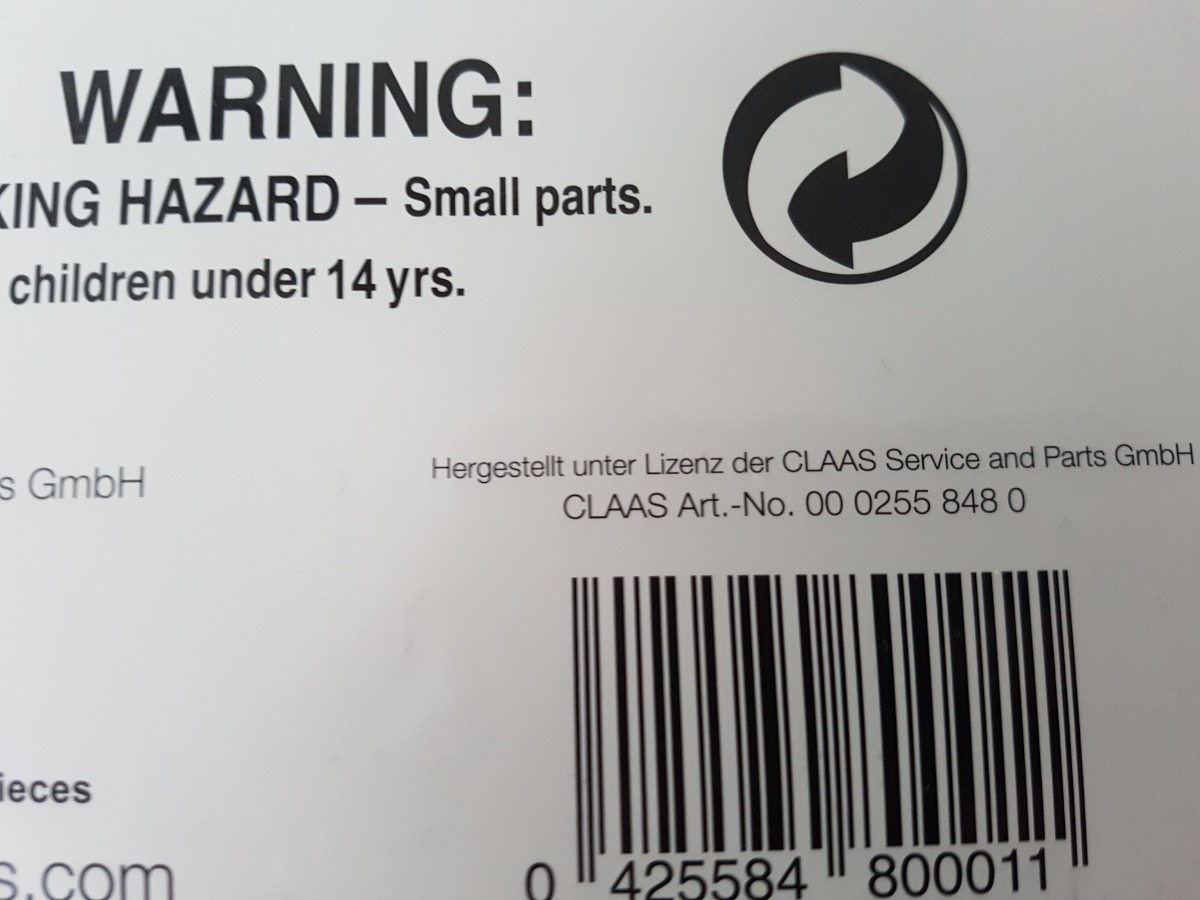 WARNING:
KING HAZARD – Small parts.
children under 14 yrs.
s GmbH
Hergestellt unter Lizenz der CLAAS Service and Parts GmbH
CLAAS Art.-No. 00 0255 848 0
ieces
s.com
0 425584 800011